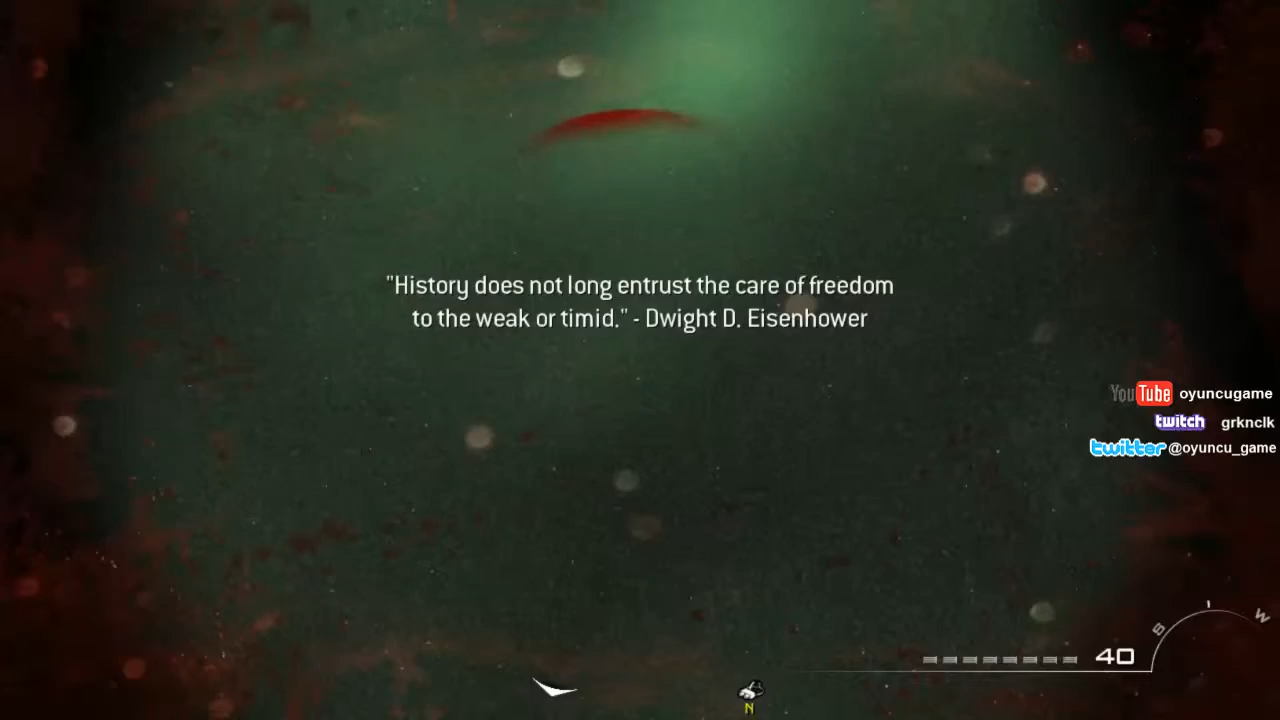 "History does not long entrust the care of freedom
to the weak or timid." - Dwight D. Eisenhower
YouTube oyuncugame
twitch grknclk
twitter @oyuncu_game
40
W
N